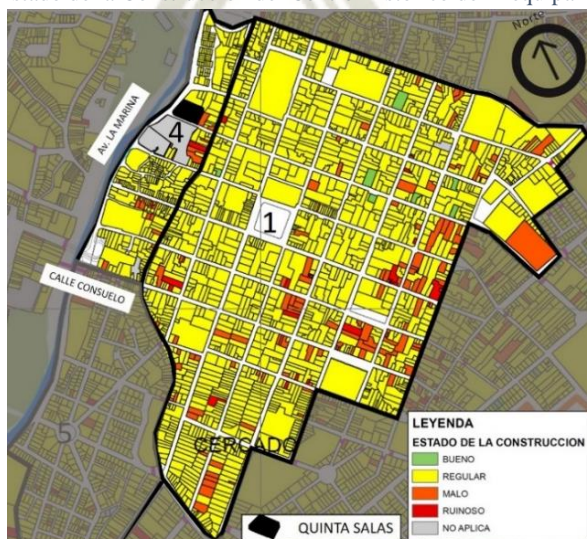 Norte
Av. LA MARINA
4
1
CALLE CONSUELO
5
CERCADO
LEYENDA
ESTADO DE LA CONSTRUCCION
BUENO
REGULAR
MALO
RUINOSO
NO APLICA
QUINTA SALAS